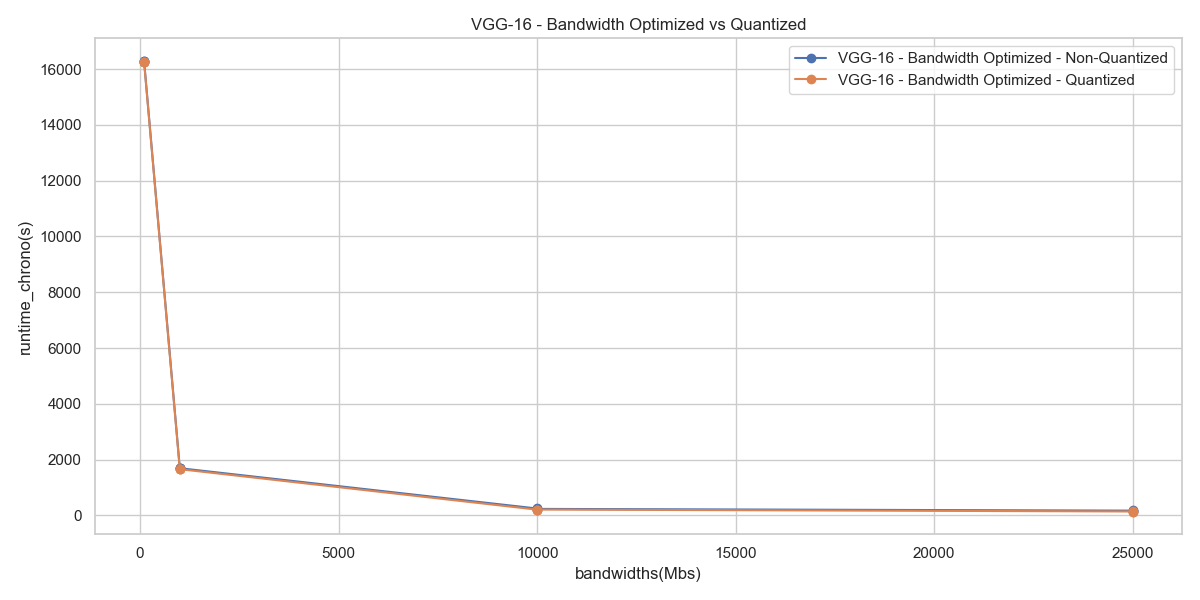 VGG-16 - Bandwidth Optimized vs Quantized
VGG-16 - Bandwidth Optimized - Non-Quantized
VGG-16 - Bandwidth Optimized - Quantized
runtime_chrono(s)
16000
14000
12000
10000
8000
6000
4000
2000
0
0 5000 10000 15000 20000 25000
bandwidths(Mbs)